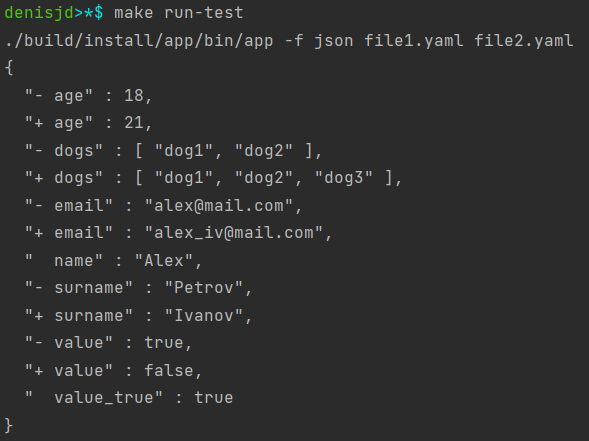 denisjd>*$ make run-test
./build/install/app/bin/app -f json file1.yaml file2.yaml
{
  "- age" : 18,
  "+ age" : 21,
  "- dogs" : [ "dog1", "dog2" ],
  "+ dogs" : [ "dog1", "dog2", "dog3" ],
  "- email" : "alex@mail.com",
  "+ email" : "alex_iv@mail.com",
  "  name" : "Alex",
  "- surname" : "Petrov",
  "+ surname" : "Ivanov",
  "- value" : true,
  "+ value" : false,
  "  value_true" : true
}